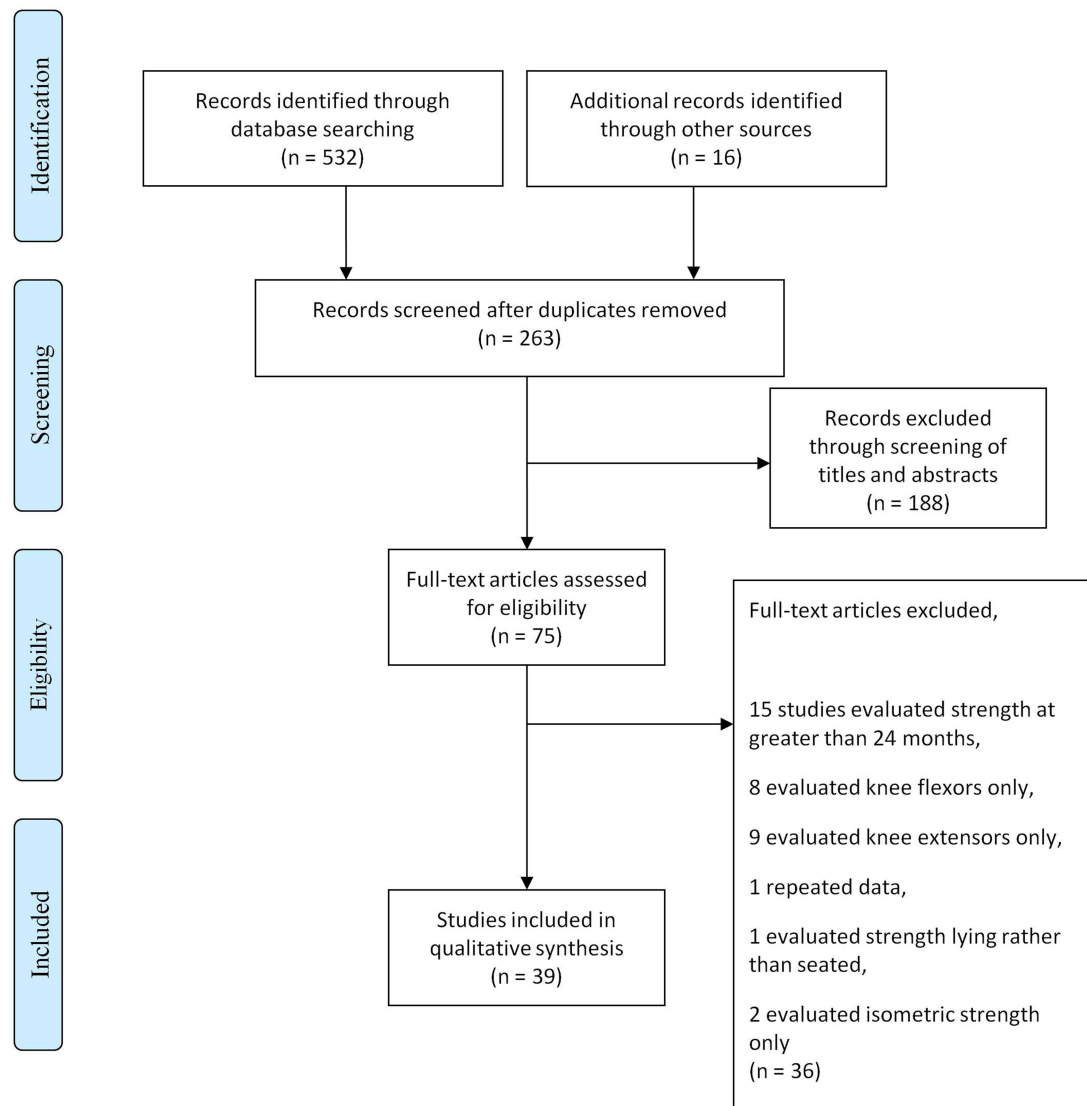 Identification
Records identified through
database searching
(n = 532)
Additional records identified
through other sources
(n = 16)
Screening
Records screened after duplicates removed
(n = 263)
Records excluded
through screening of
titles and abstracts
(n = 188)
Eligibility
Full-text articles assessed
for eligibility
(n = 75)
Full-text articles excluded,
15 studies evaluated strength at
greater than 24 months,
8 evaluated knee flexors only,
9 evaluated knee extensors only,
1 repeated data,
1 evaluated strength lying rather
than seated,
2 evaluated isometric strength
only
(n = 36)
Included
Studies included in
qualitative synthesis
(n = 39)